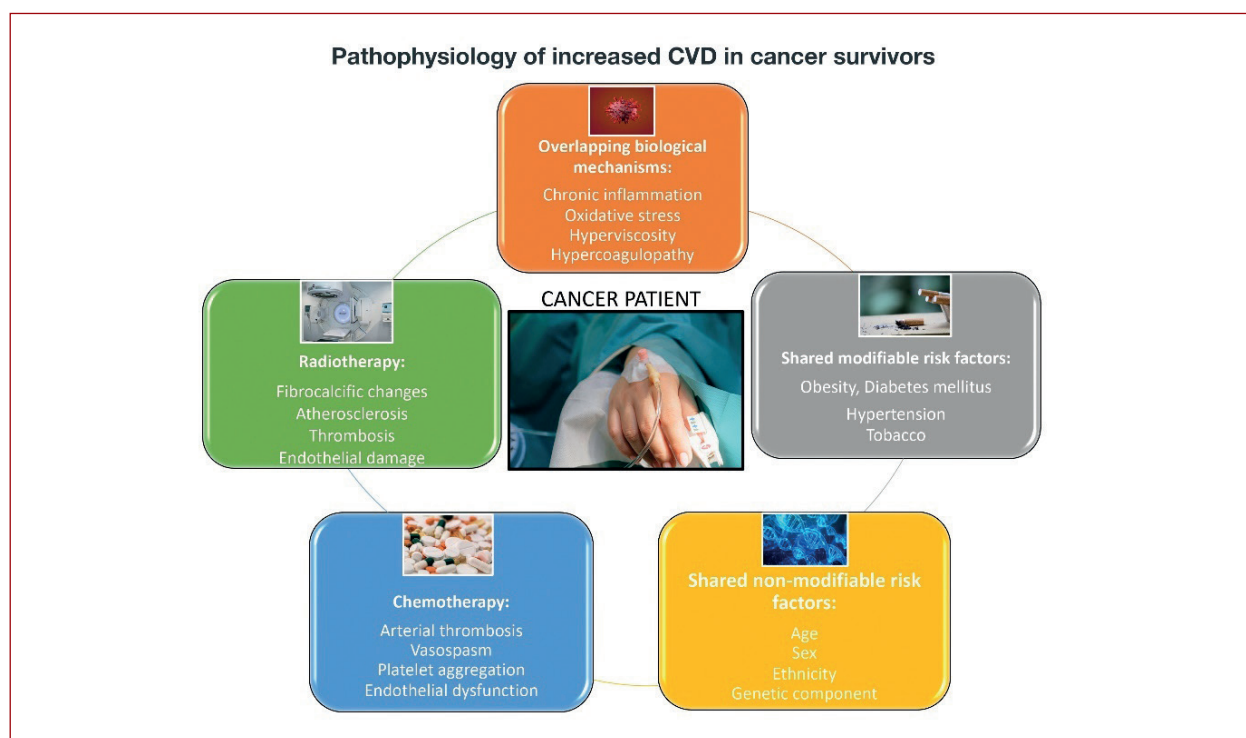 Pathophysiology of increased CVD in cancer survivors
Overlapping biological
mechanisms:
Chronic inflammation
Oxidative stress
Hyperviscosity
Hypercoagulopathy
CANCER PATIENT
Shared modifiable risk factors:
Obesity, Diabetes mellitus
Hypertension
Tobacco
Shared non-modifiable risk
factors:
Age
Sex
Ethnicity
Genetic component
Chemotherapy:
Arterial thrombosis
Vasospasm
Platelet aggregation
Endothelial dysfunction
Radiotherapy:
Fibrocalcific changes
Atherosclerosis
Thrombosis
Endothelial damage